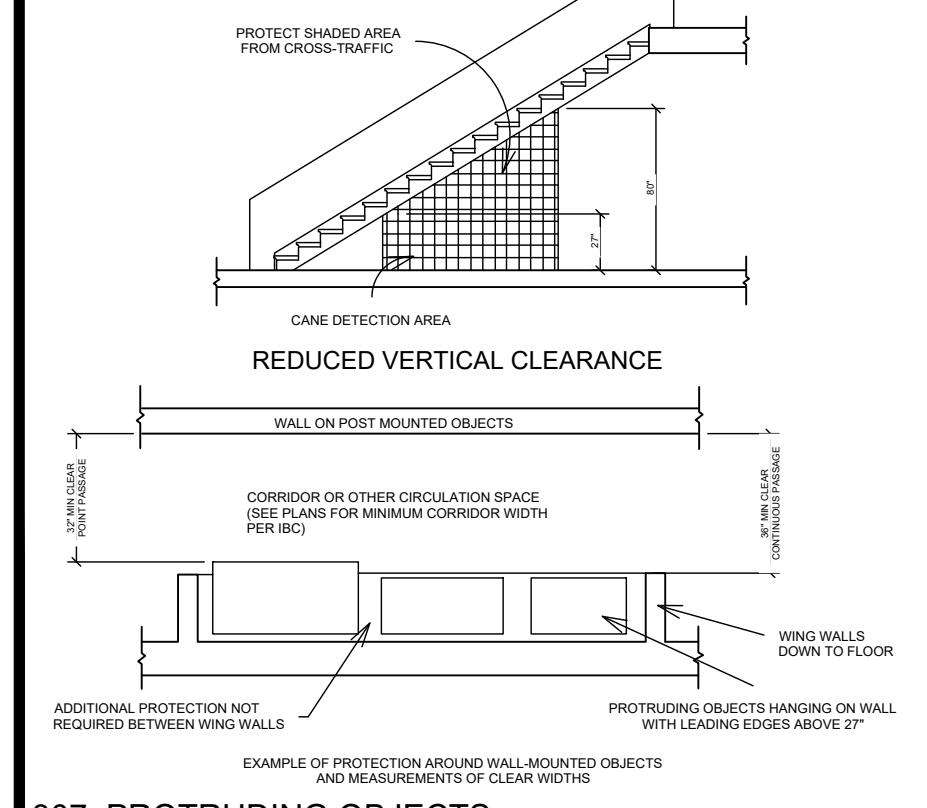 PROTECT SHADED AREA
FROM CROSS-TRAFFIC
80"
27"
CANE DETECTION AREA
REDUCED VERTICAL CLEARANCE
WALL ON POST MOUNTED OBJECTS
32" MIN CLEAR
POINT PASSAGE
CORRIDOR OR OTHER CIRCULATION SPACE
(SEE PLANS FOR MINIMUM CORRIDOR WIDTH
PER IBC)
36" MIN CLEAR
CONTINUOUS PASSAGE
WING WALLS
DOWN TO FLOOR
ADDITIONAL PROTECTION NOT
REQUIRED BETWEEN WING WALLS
PROTRUDING OBJECTS HANGING ON WALL
WITH LEADING EDGES ABOVE 27"
EXAMPLE OF PROTECTION AROUND WALL-MOUNTED OBJECTS
AND MEASUREMENTS OF CLEAR WIDTHS
307 PROTRUDING OBJECTS